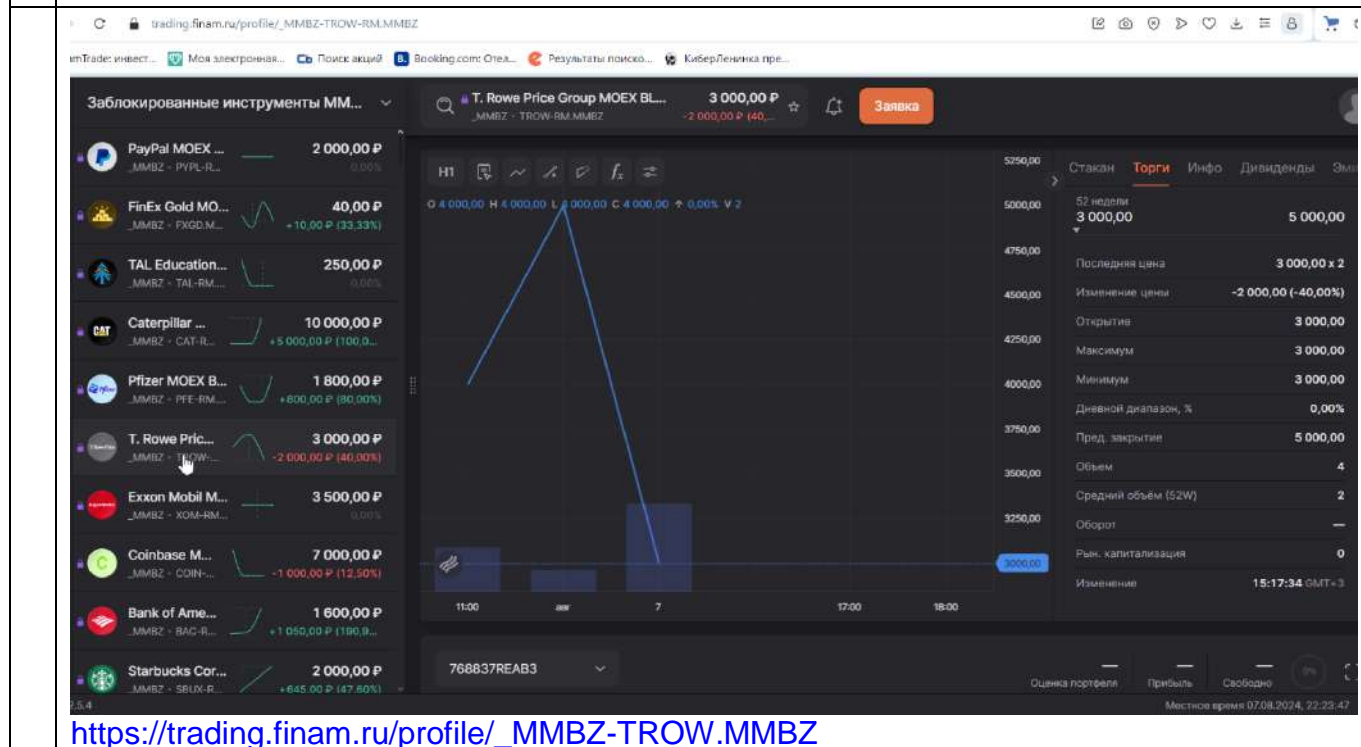 trading.finam.ru/profile/_MMBZ-TROW-RM.MMBZ
mTrade: инвест... Моя электронная... Поиск акций Booking.com: Отел... Результаты поиско... КиберЛенинка пре...
Заблокированные инструменты ММ...
T. Rowe Price Group MOEX BL... 3 000,00 ₽
_MMBZ - TROW-RM.MMBZ -2 000,00 ₽ (40,...
Заявка
PayPal MOEX ... 2 000,00 ₽
_MMBZ - PYPL-R... 0,00%
FinEx Gold MO... 40,00 ₽
_MMBZ - FXGD.M... +10,00 ₽ (33,33%)
TAL Education... 250,00 ₽
_MMBZ - TAL-RM.... 0,00%
Caterpillar ... 10 000,00 ₽
_MMBZ - CAT-R... +5 000,00 ₽ (100,0...
Pfizer MOEX B... 1 800,00 ₽
_MMBZ - PFE-RM.... +800,00 ₽ (80,00%)
T. Rowe Pric... 3 000,00 ₽
_MMBZ - TROW-... -2 000,00 ₽ (40,00%)
Exxon Mobil M... 3 500,00 ₽
_MMBZ - XOM-RM... 0,00%
Coinbase M... 7 000,00 ₽
_MMBZ - COIN-... -1 000,00 ₽ (12,50%)
Bank of Ame... 1 600,00 ₽
_MMBZ - BAC-R... +1 050,00 ₽ (190,9...
Starbucks Cor... 2 000,00 ₽
_MMBZ - SBUX-R... +645,00 ₽ (47,60%)
H1
O 4 000,00 H 4 000,00 L 4 000,00 C 4 000,00 0,00% V 2
5250,00
5000,00
4750,00
4500,00
4250,00
4000,00
3750,00
3500,00
3250,00
3000,00
11:00 авг 7 17:00 18:00
Стакан Торги Инфо Дивиденды Эми
52 недели
3 000,00 5 000,00
Последняя цена 3 000,00 x 2
Изменение цены -2 000,00 (-40,00%)
Открытие 3 000,00
Максимум 3 000,00
Минимум 3 000,00
Дневной диапазон, % 0,00%
Пред. закрытие 5 000,00
Объем 4
Средний объём (52W) 2
Оборот —
Рын. капитализация 0
Изменение 15:17:34 GMT+3
768837REAB3
Оценка портфеля — Прибыль — Свободно — 0%
2.5.4 Местное время 07.08.2024, 22:23:47
https://trading.finam.ru/profile/_MMBZ-TROW.MMBZ